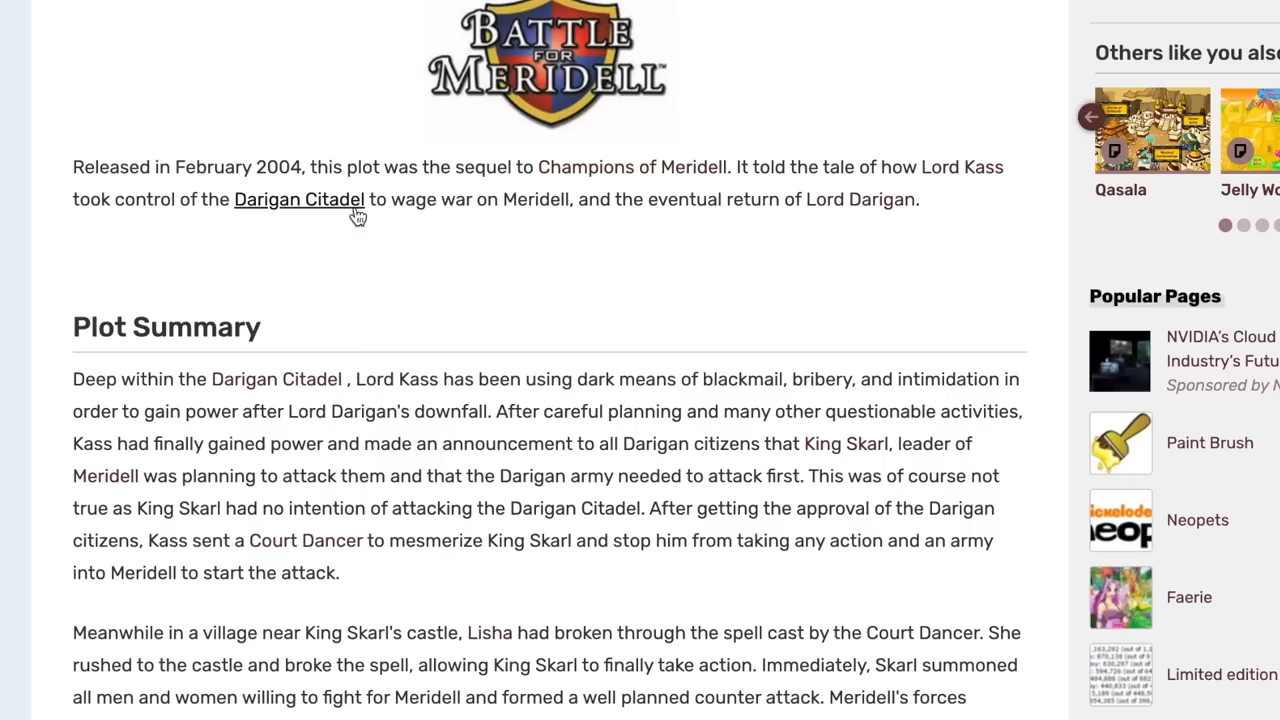 BATTLE
FOR
MERIDELL™
Released in February 2004, this plot was the sequel to Champions of Meridell. It told the tale of how Lord Kass
took control of the Darigan Citadel to wage war on Meridell, and the eventual return of Lord Darigan.
Plot Summary
Deep within the Darigan Citadel , Lord Kass has been using dark means of blackmail, bribery, and intimidation in
order to gain power after Lord Darigan's downfall. After careful planning and many other questionable activities,
Kass had finally gained power and made an announcement to all Darigan citizens that King Skarl, leader of
Meridell was planning to attack them and that the Darigan army needed to attack first. This was of course not
true as King Skarl had no intention of attacking the Darigan Citadel. After getting the approval of the Darigan
citizens, Kass sent a Court Dancer to mesmerize King Skarl and stop him from taking any action and an army
into Meridell to start the attack.
Meanwhile in a village near King Skarl's castle, Lisha had broken through the spell cast by the Court Dancer. She
rushed to the castle and broke the spell, allowing King Skarl to finally take action. Immediately, Skarl summoned
all men and women willing to fight for Meridell and formed a well planned counter attack. Meridell's forces
Others like you also
Qasala
Jelly Wo
Popular Pages
NVIDIA's Cloud
Industry's Futu
Sponsored by N
Paint Brush
ickelode
eop
Neopets
Faerie
Limited edition